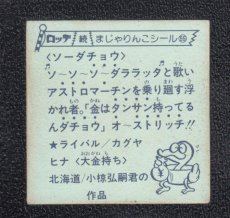 ロッテ 続 まじゃりんこシール
〈ソーダチョウ〉
ソ〜ソ〜ソ〜ダララッタと歌い
アストロマーチンを乗り廻す浮
かれ者。「金はタンサン持ってる
んダチョウ」オーストリッチ!!
★ライバル/カグヤ
ヒナ〈大金持ち〉
北海道/小椋弘嗣君の
作品